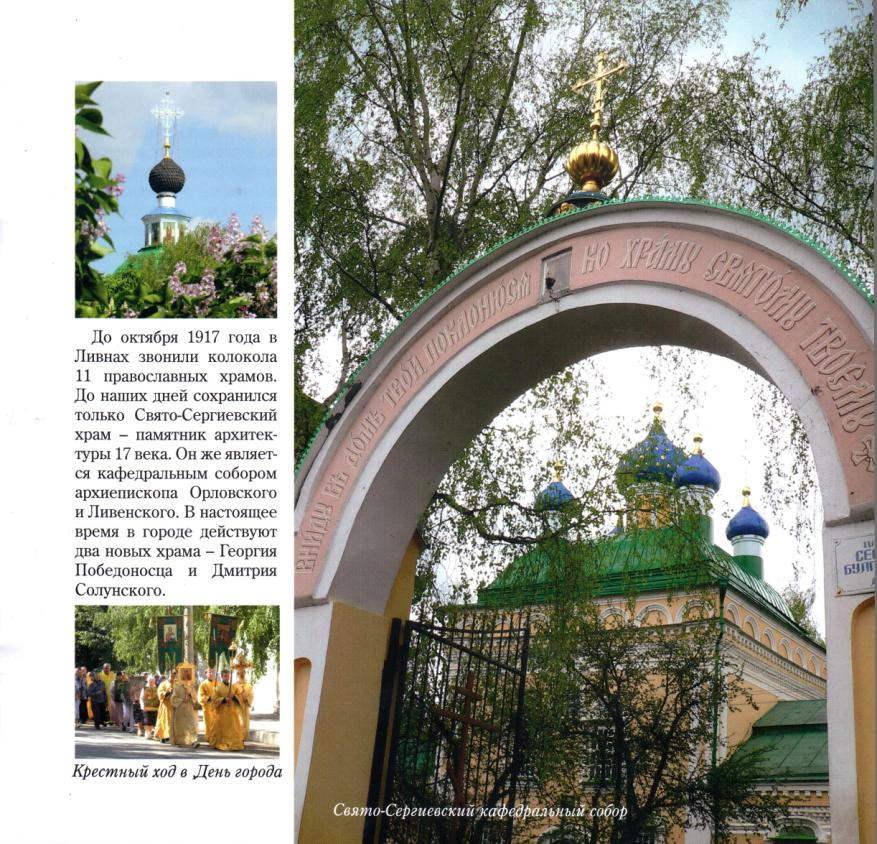 До октября 1917 года в
Ливнах звонили колокола
11 православных храмов.
До наших дней сохранился
только Свято-Сергиевский
храм – памятник архитек-
туры 17 века. Он же являет-
ся кафедральным собором
архиепископа Орловского
и Ливенского. В настоящее
время в городе действуют
два новых храма – Георгия
Победоносца и Дмитрия
Солунского.
Крестный ход в День города
ВНИДУ ВЪ ДОМЪ ТВОЙ ПОКЛОНЮСЯ КО ХРАМУ СВЯТОМУ ТВОЕМУ
Свято-Сергиевский кафедральный собор